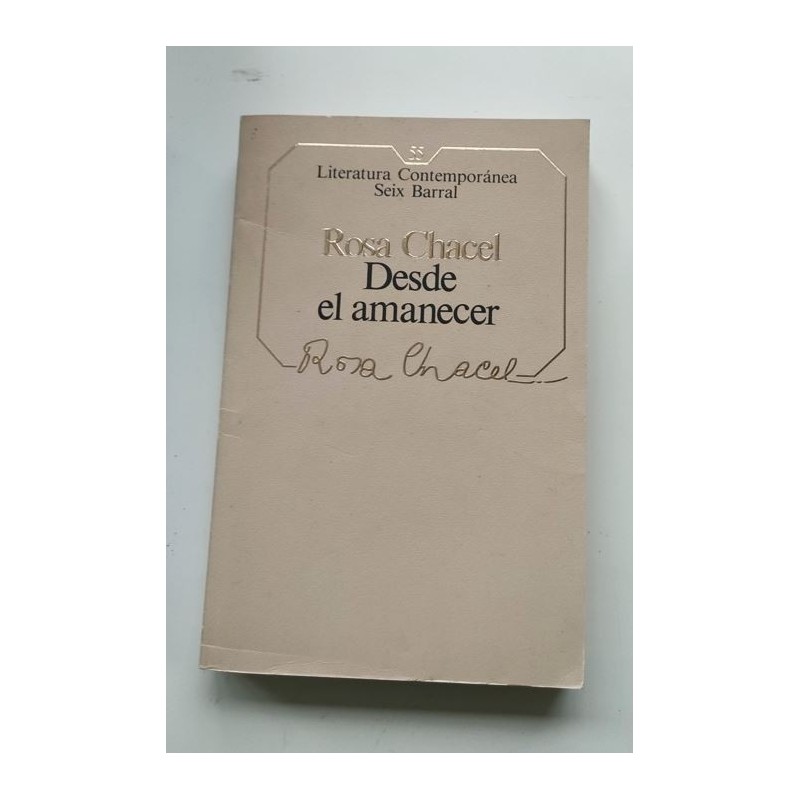 55
Literatura Contemporánea
Seix Barral
Rosa Chacel
Desde
el amanecer
Rosa Chacel